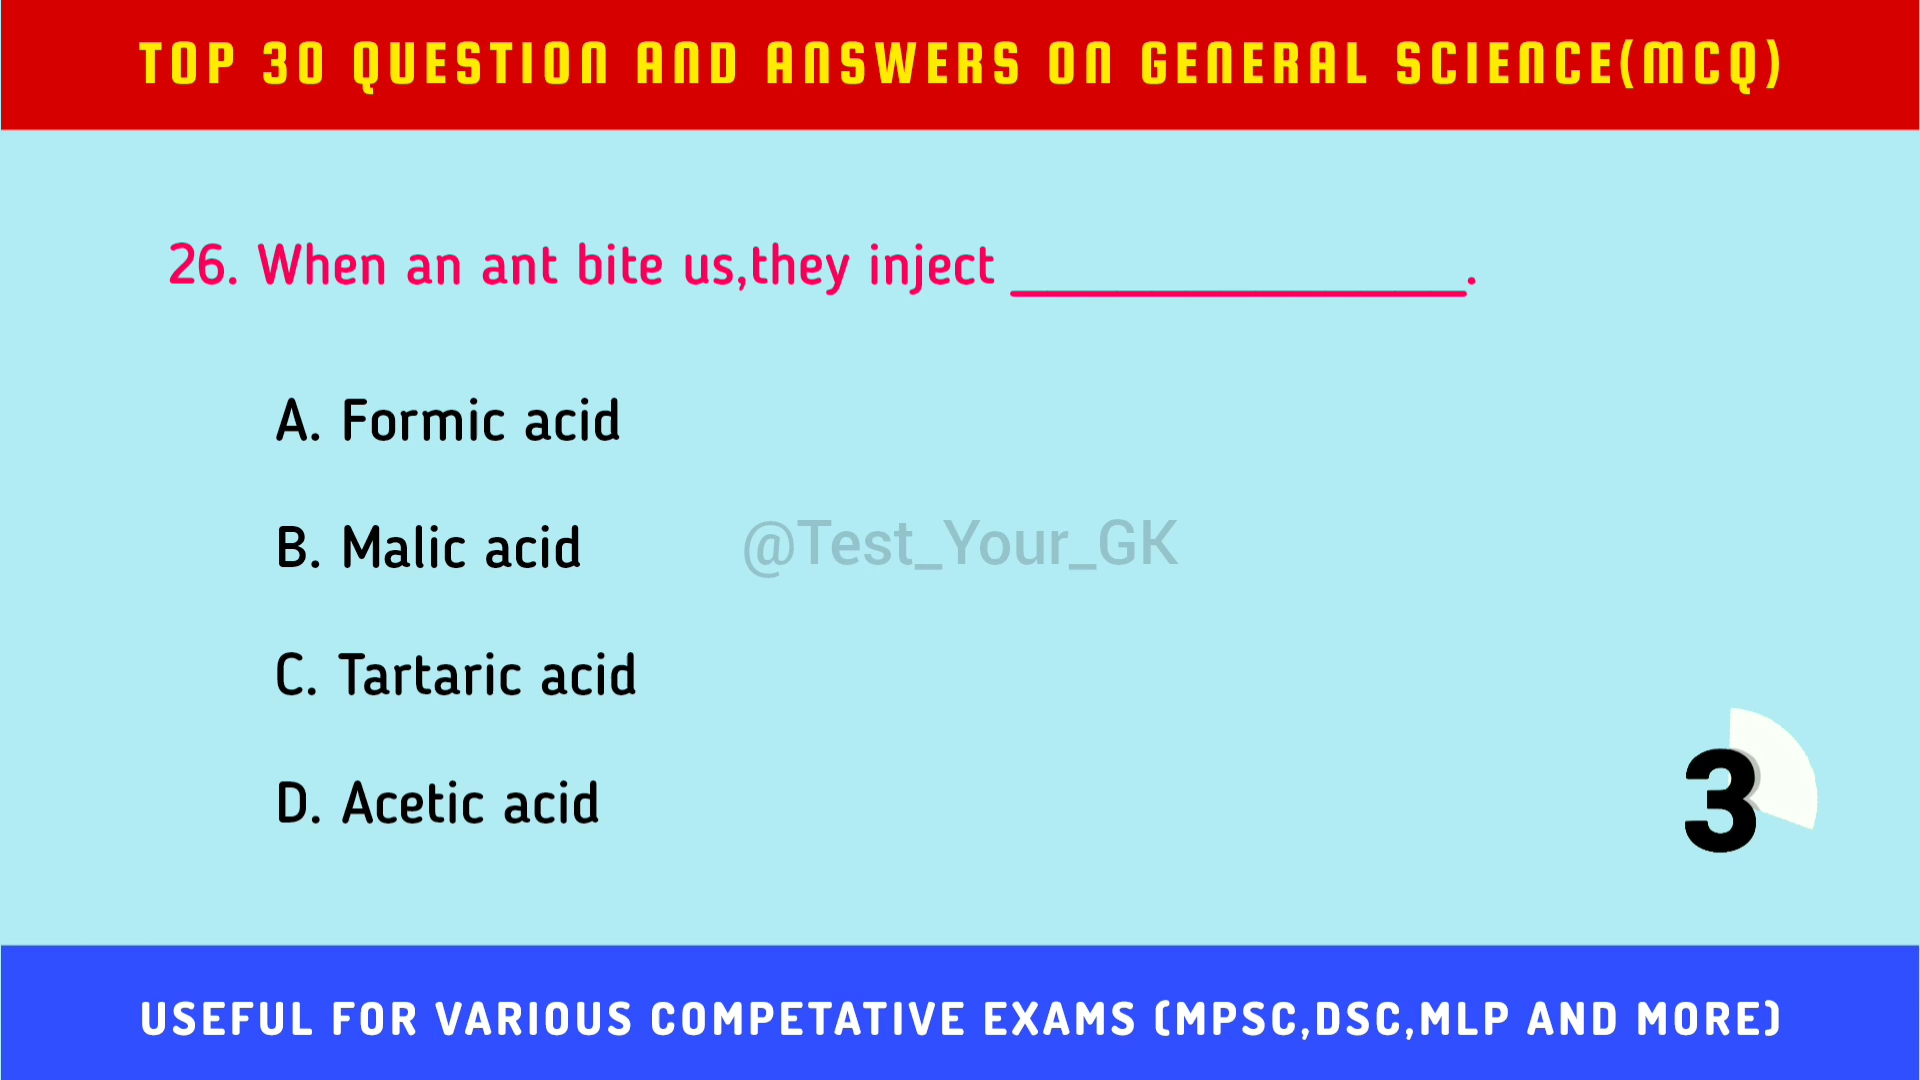 TOP 30 QUESTION AND ANSWERS ON GENERAL SCIENCE(MCQ)
26. When an ant bite us,they inject ________________.
A. Formic acid
B. Malic acid
@Test_Your_GK
C. Tartaric acid
D. Acetic acid
3
USEFUL FOR VARIOUS COMPETATIVE EXAMS (MPSC,DSC,MLP AND MORE)